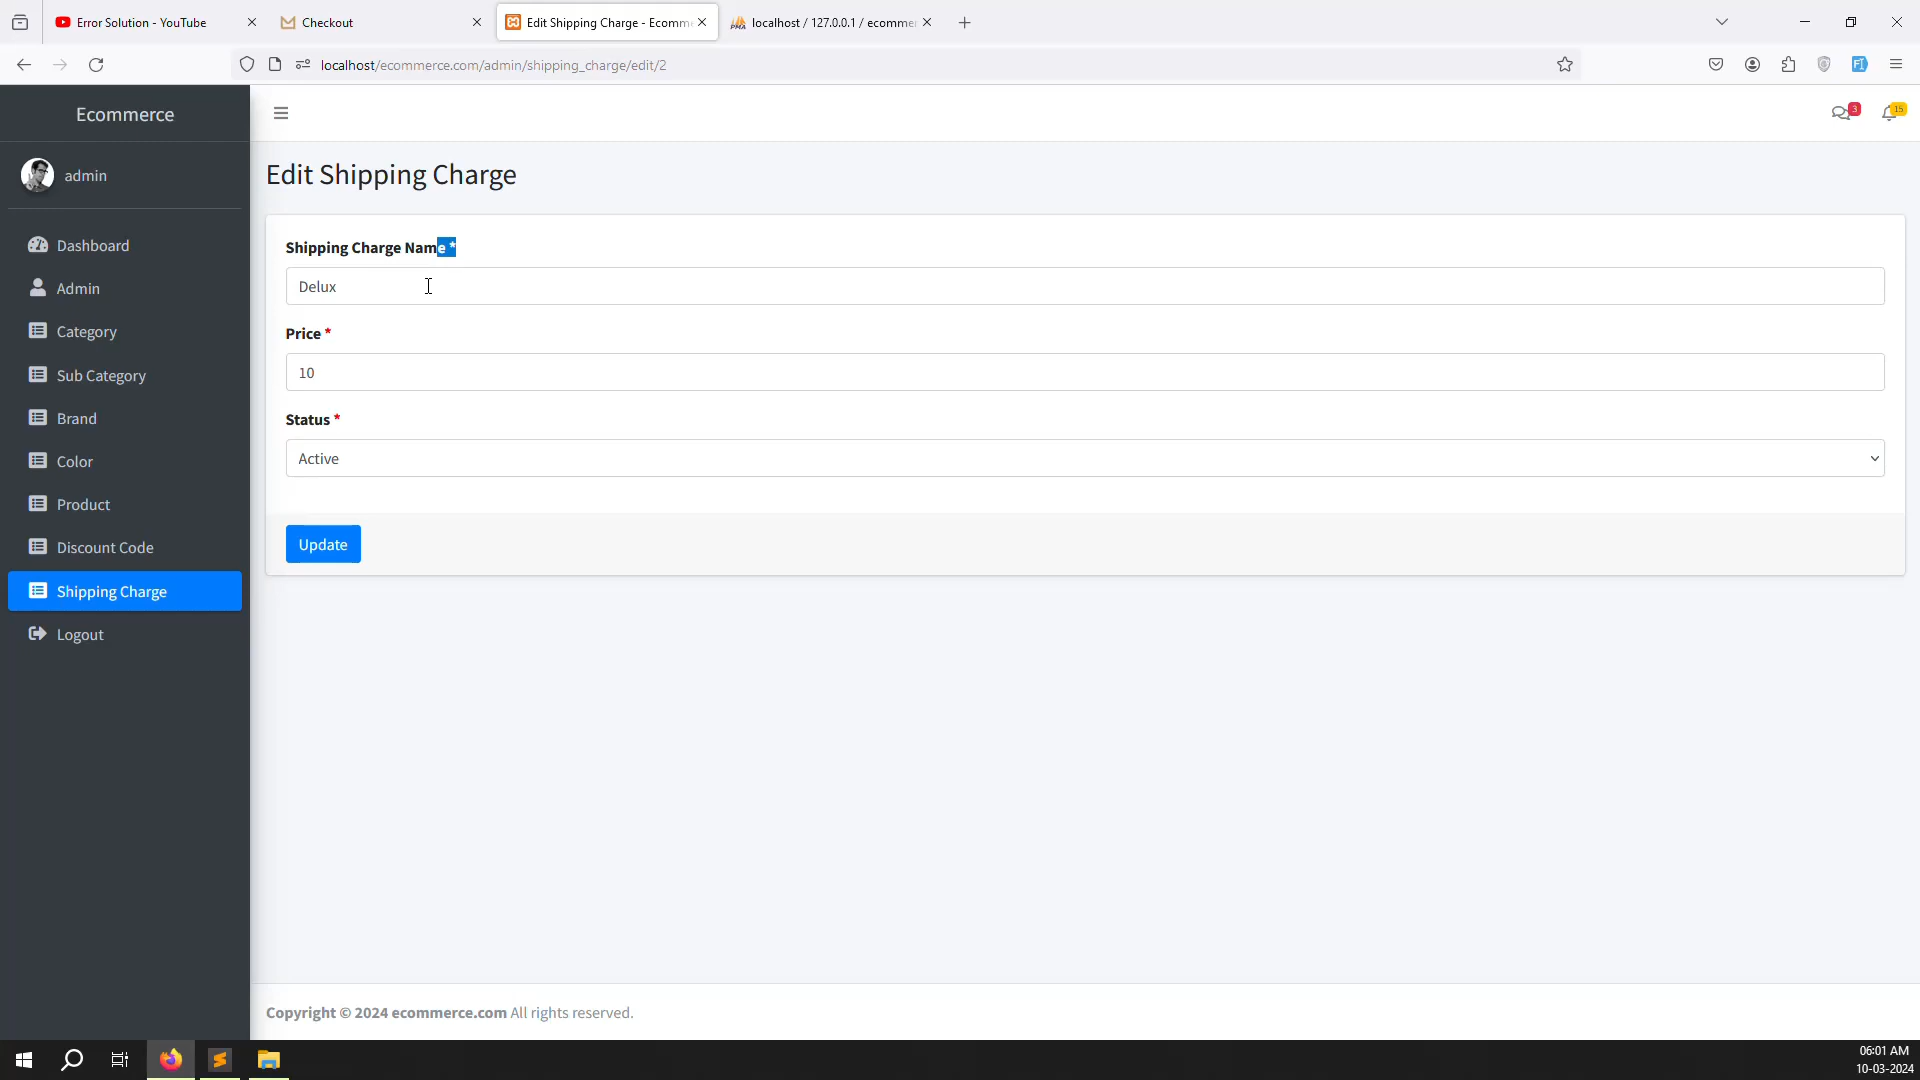 Error Solution - YouTube
Checkout
Edit Shipping Charge - Ecomm
localhost / 127.0.0.1 / ecomme
localhost/ecommerce.com/admin/shipping_charge/edit/2
Ecommerce
3
15
admin
Edit Shipping Charge
Dashboard
Admin
Category
Sub Category
Brand
Color
Product
Discount Code
Shipping Charge
Logout
Shipping Charge Name *
Delux
Price *
10
Status *
Active
Update
Copyright © 2024 ecommerce.com All rights reserved.
06:01 AM
10-03-2024